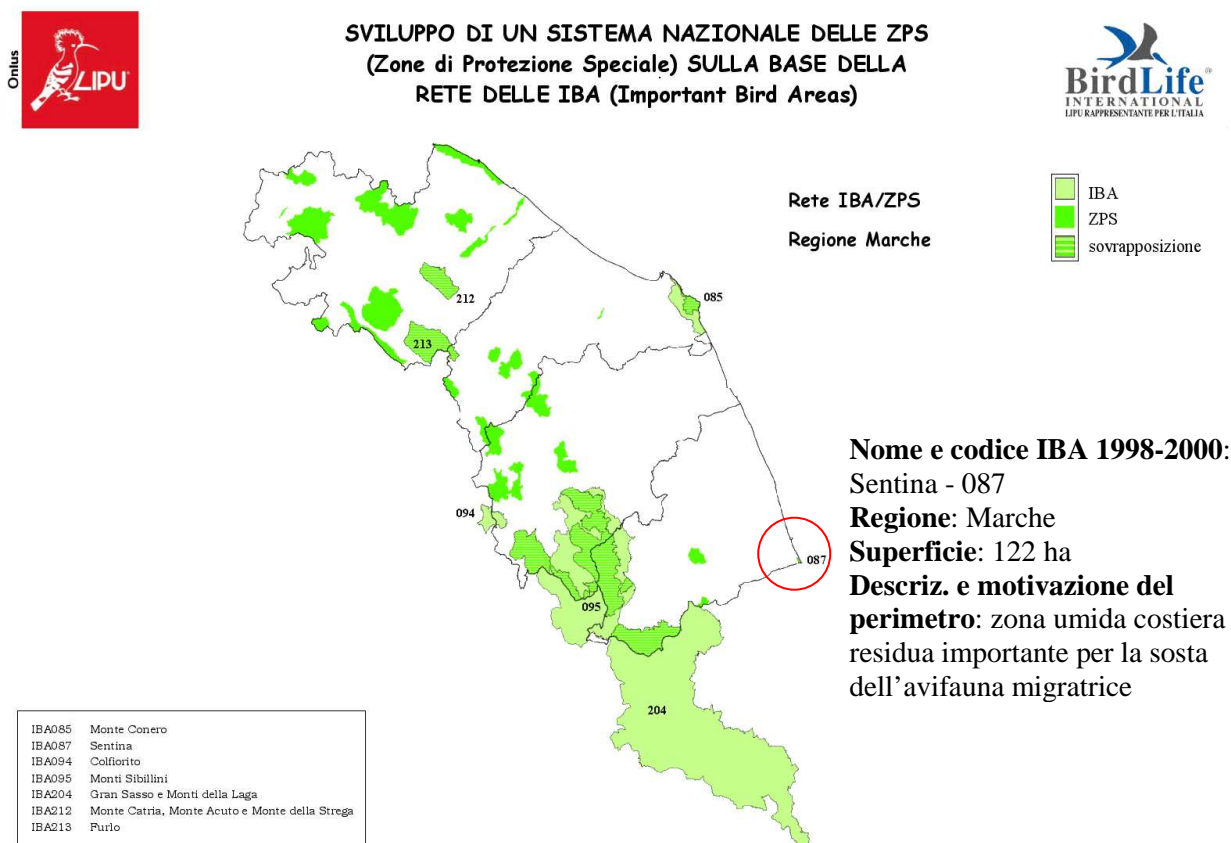 Onlus
LIPU
SVILUPPO DI UN SISTEMA NAZIONALE DELLE ZPS
(Zone di Protezione Speciale) SULLA BASE DELLA
RETE DELLE IBA (Important Bird Areas)
BirdLife®
INTERNATIONAL
LIPU RAPPRESENTANTE PER L'ITALIA
Rete IBA/ZPS
Regione Marche
IBA
ZPS
sovrapposizione
212
085
213
094
087
095
204
Nome e codice IBA 1998-2000:
Sentina - 087
Regione: Marche
Superficie: 122 ha
Descriz. e motivazione del
perimetro: zona umida costiera
residua importante per la sosta
dell'avifauna migratrice
IBA085 Monte Conero
IBA087 Sentina
IBA094 Colfiorito
IBA095 Monti Sibillini
IBA204 Gran Sasso e Monti della Laga
IBA212 Monte Catria, Monte Acuto e Monte della Strega
IBA213 Furlo